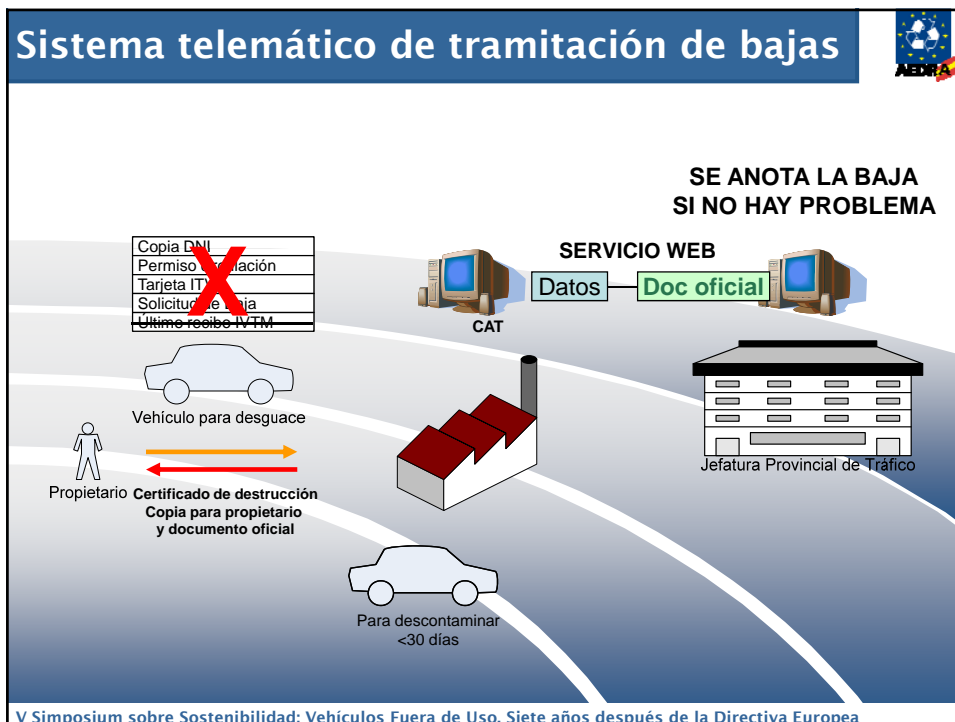 Sistema telemático de tramitación de bajas
AEDRA
SE ANOTA LA BAJA
SI NO HAY PROBLEMA
Copia DNI
Permiso circulación
Tarjeta ITV
Solicitud de Baja
Último recibo IVTM
SERVICIO WEB
Datos
Doc oficial
CAT
Vehículo para desguace
Jefatura Provincial de Tráfico
Propietario
Certificado de destrucción
Copia para propietario
y documento oficial
Para descontaminar
<30 días
V Simposium sobre Sostenibilidad: Vehículos Fuera de Uso. Siete años después de la Directiva Europea